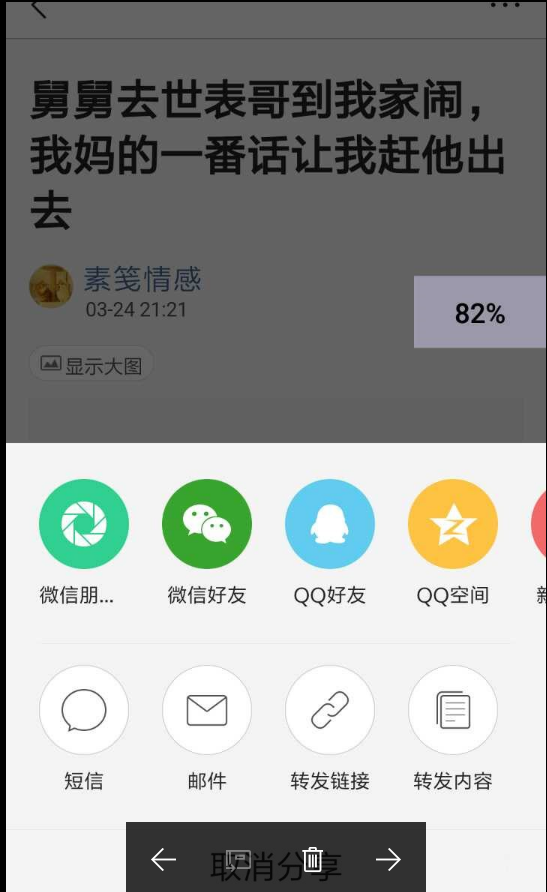 舅舅去世表哥到我家闹，
我妈的一番话让我赶他出
去
素笺情感
03-24 21:21
82%
显示大图
微信朋...
微信好友
QQ好友
QQ空间
短信
邮件
转发链接
转发内容
取消分享